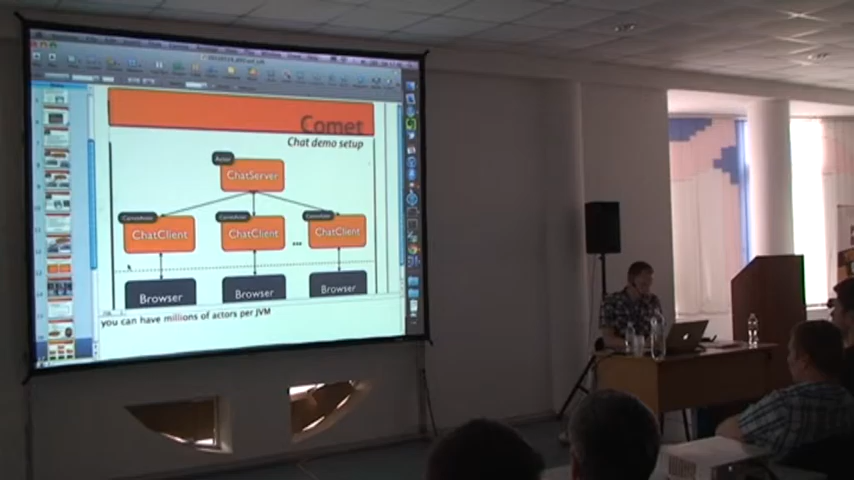 Comet
Chat demo setup
Actor
ChatServer
CometActor CometActor CometActor
ChatClient ChatClient ... ChatClient
Browser Browser Browser
you can have millions of actors per JVM